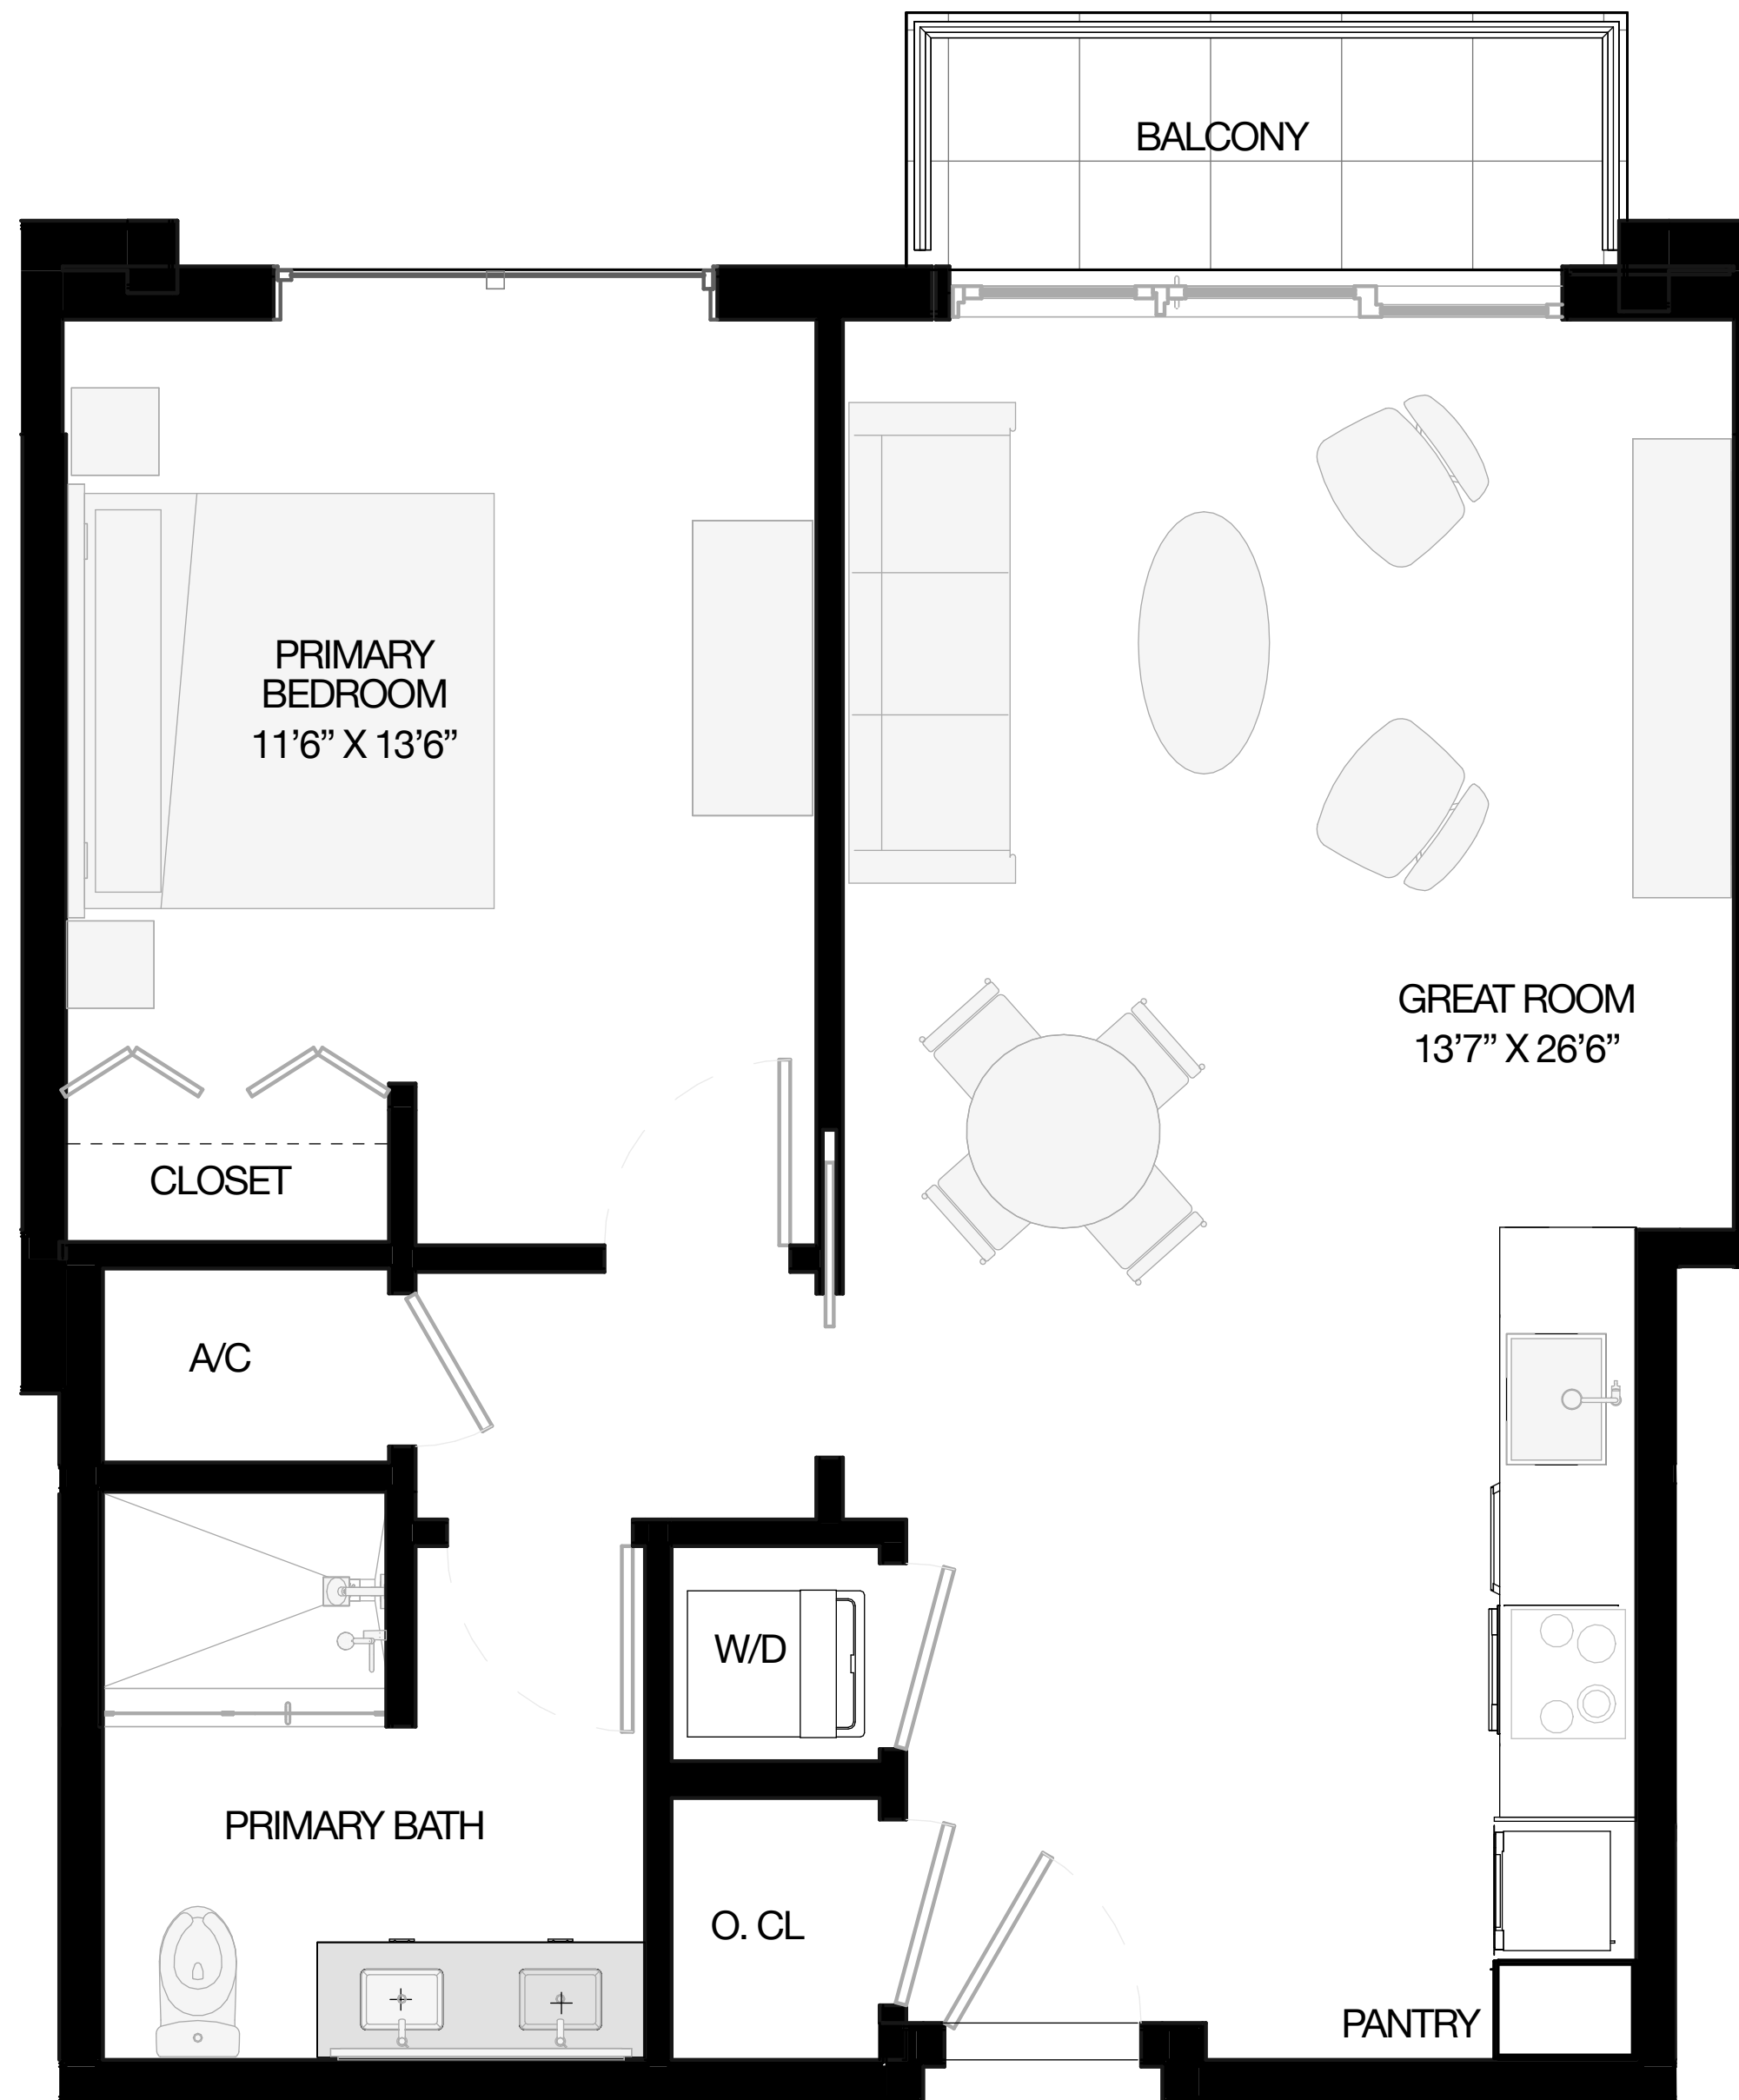 BALCONY
PRIMARY
BEDROOM
11’6” X 13’6”
GREAT ROOM
13’7” X 26’6”
CLOSET
A/C
W/D
PRIMARY BATH
O. CL
PANTRY